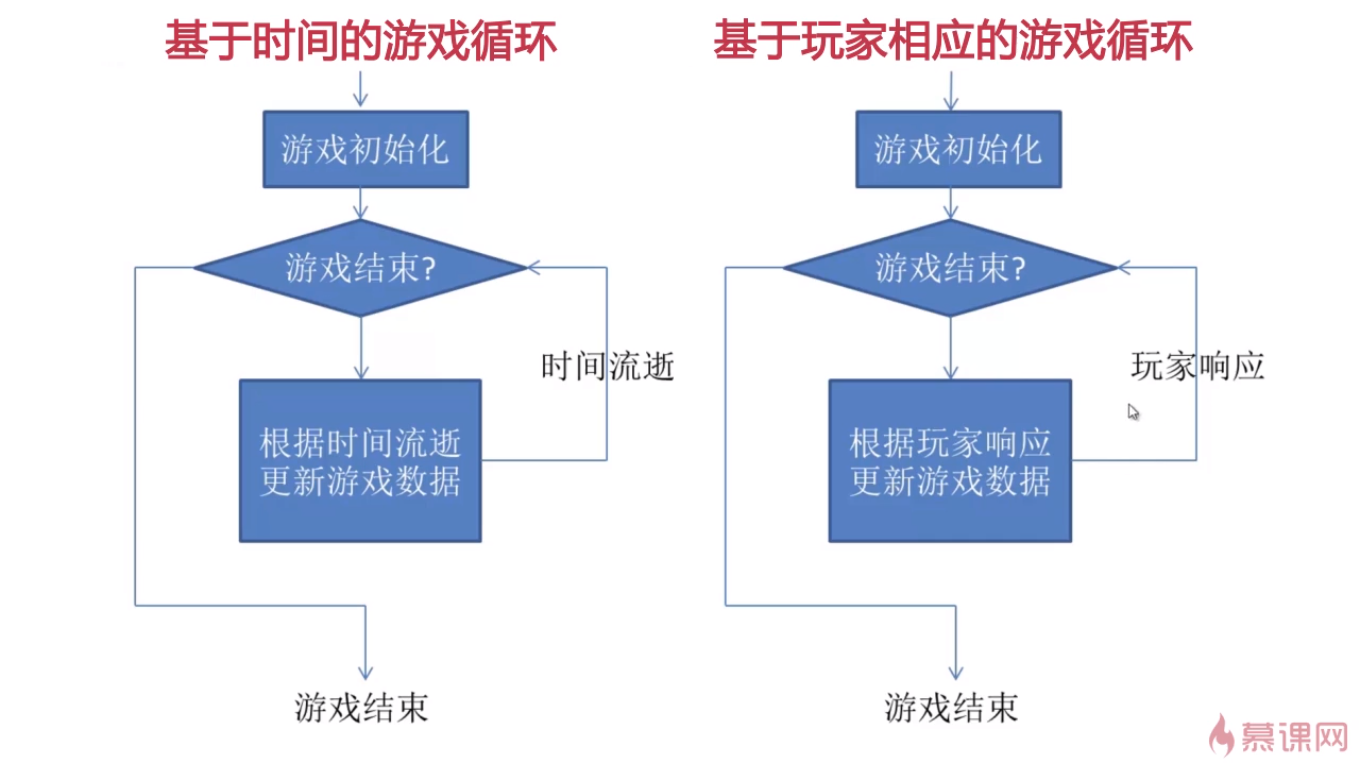 基于时间的游戏循环
基于玩家相应的游戏循环
游戏初始化
游戏初始化
游戏结束?
游戏结束?
时间流逝
玩家响应
根据时间流逝
更新游戏数据
根据玩家响应
更新游戏数据
游戏结束
游戏结束
慕课网